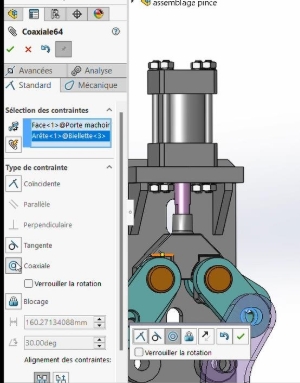 assemblage pince
Coaxiale64
Avancées
Analyse
Standard
Mécanique
Sélection des contraintes
Face<1>@Porte machoir
Arête<1>@Biellette<3>
Type de contrainte
Coïncidente
Parallèle
Perpendiculaire
Tangente
Coaxiale
Verrouiller la rotation
Blocage
160.27134088mm
30.00deg
Verrouiller la rotation
Alignement des contraintes: